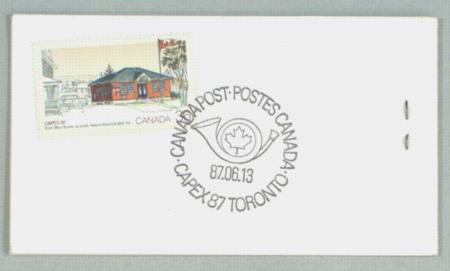 CAPEX 87
CANADA
CANADA POST · POSTES CANADA ·
87.06.13
CAPEX 87 TORONTO ·